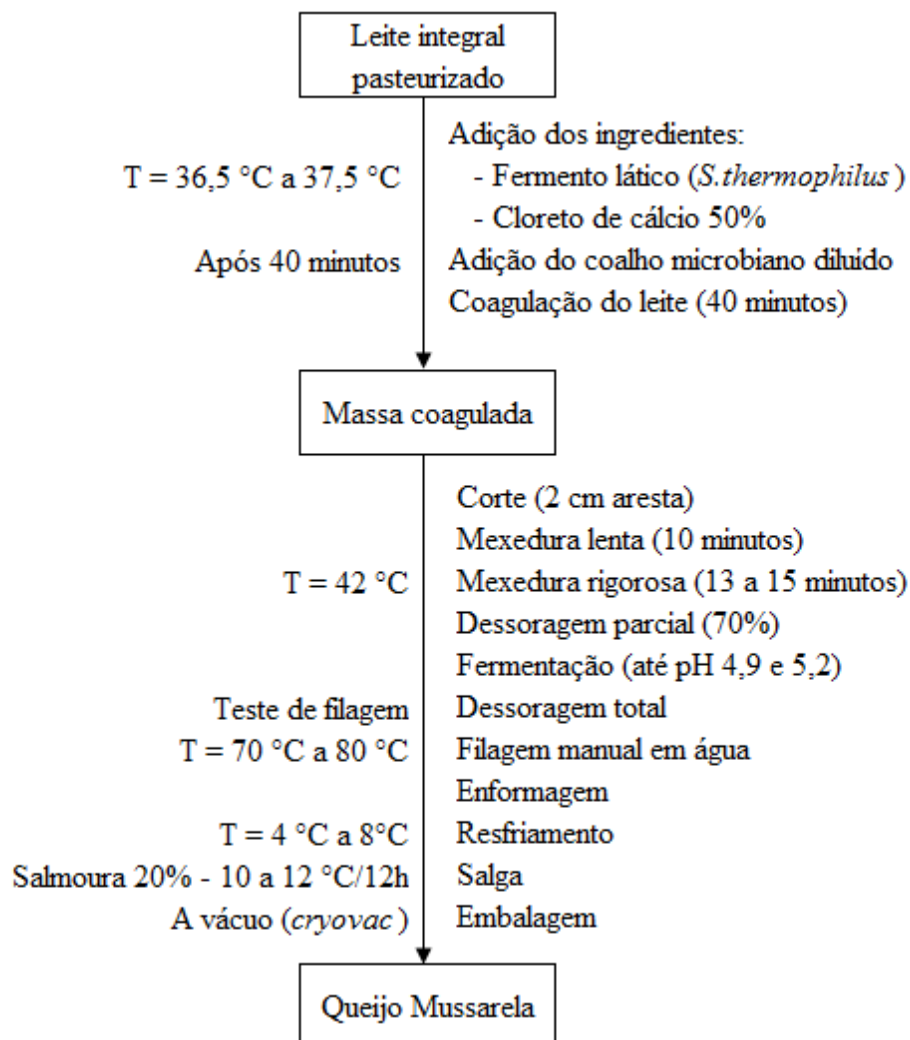 Leite integral
pasteurizado
Adição dos ingredientes:
T = 36,5 °C a 37,5 °C
- Fermento lático (S.thermophilus)
- Cloreto de cálcio 50%
Após 40 minutos
Adição do coalho microbiano diluído
Coagulação do leite (40 minutos)
Massa coagulada
Corte (2 cm aresta)
Mexedura lenta (10 minutos)
T = 42 °C
Mexedura rigorosa (13 a 15 minutos)
Dessoragem parcial (70%)
Fermentação (até pH 4,9 e 5,2)
Teste de filagem
Dessoragem total
T = 70 °C a 80 °C
Filagem manual em água
Enformagem
T = 4 °C a 8°C
Resfriamento
Salmoura 20% - 10 a 12 °C/12h
Salga
A vácuo (cryovac)
Embalagem
Queijo Mussarela